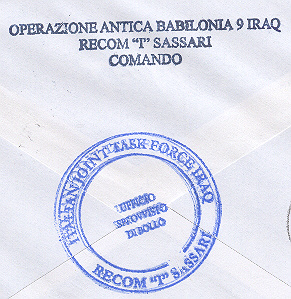 OPERAZIONE ANTICA BABILONIA 9 IRAQ
RECOM "I" SASSARI
COMANDO
ITALIAN JOINT TASK FORCE IRAQ
UFFICIO
SPROVVISTO
DI BOLLO
RECOM "I" SASSARI